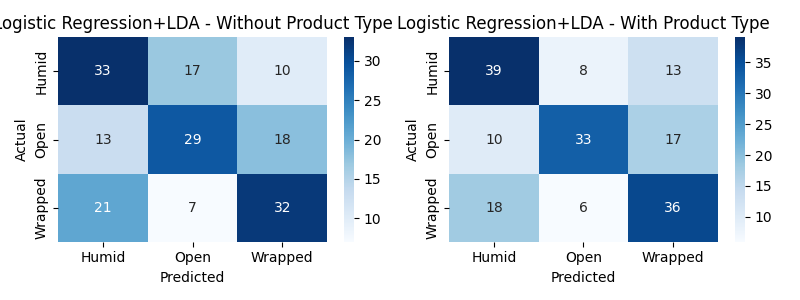 Logistic Regression+LDA - Without Product Type
Humid 33 17 10
Open 13 29 18
Wrapped 21 7 32
Actual
Humid Open Wrapped
Predicted
30
25
20
15
10
Logistic Regression+LDA - With Product Type
Humid 39 8 13
Open 10 33 17
Wrapped 18 6 36
Actual
Humid Open Wrapped
Predicted
35
30
25
20
15
10